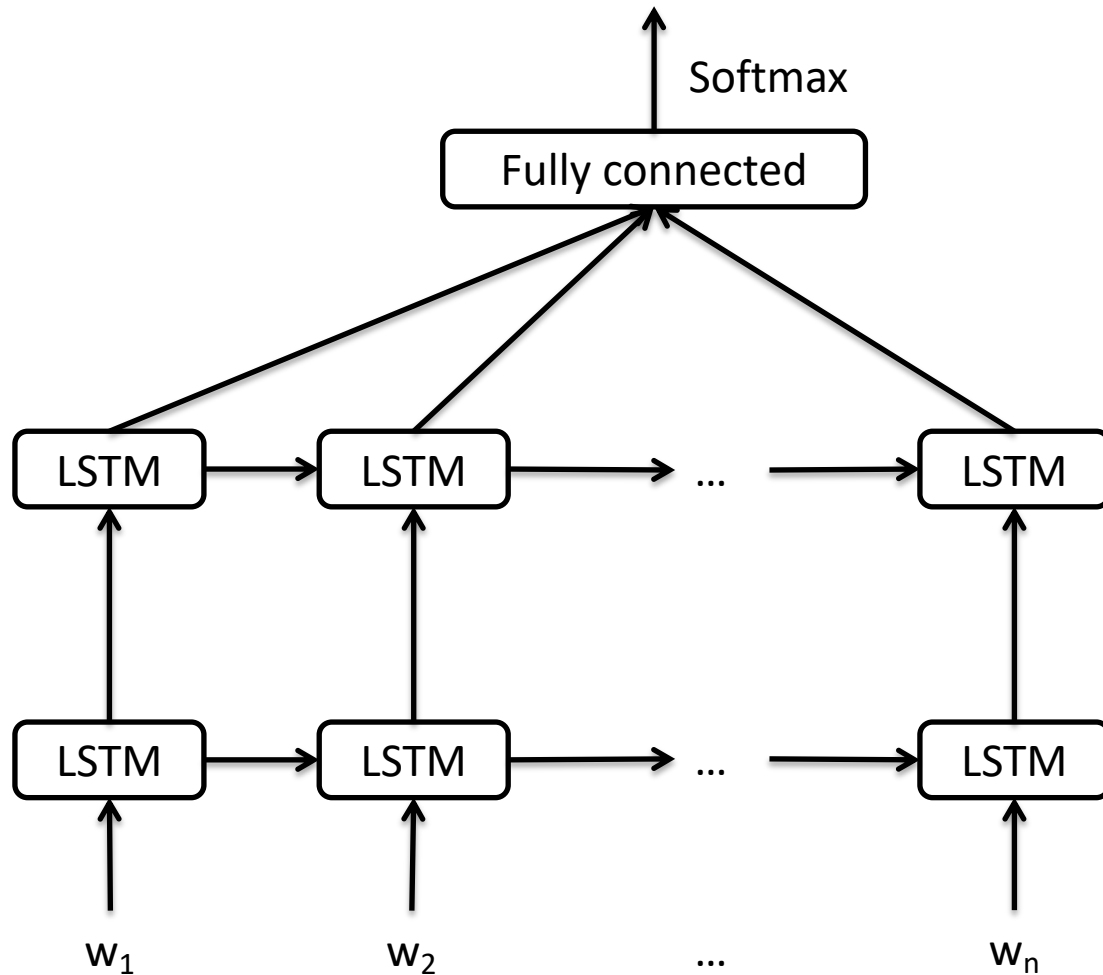 Softmax
Fully connected
LSTM LSTM ... LSTM
LSTM LSTM ... LSTM
w₁ w₂ ... wₙ